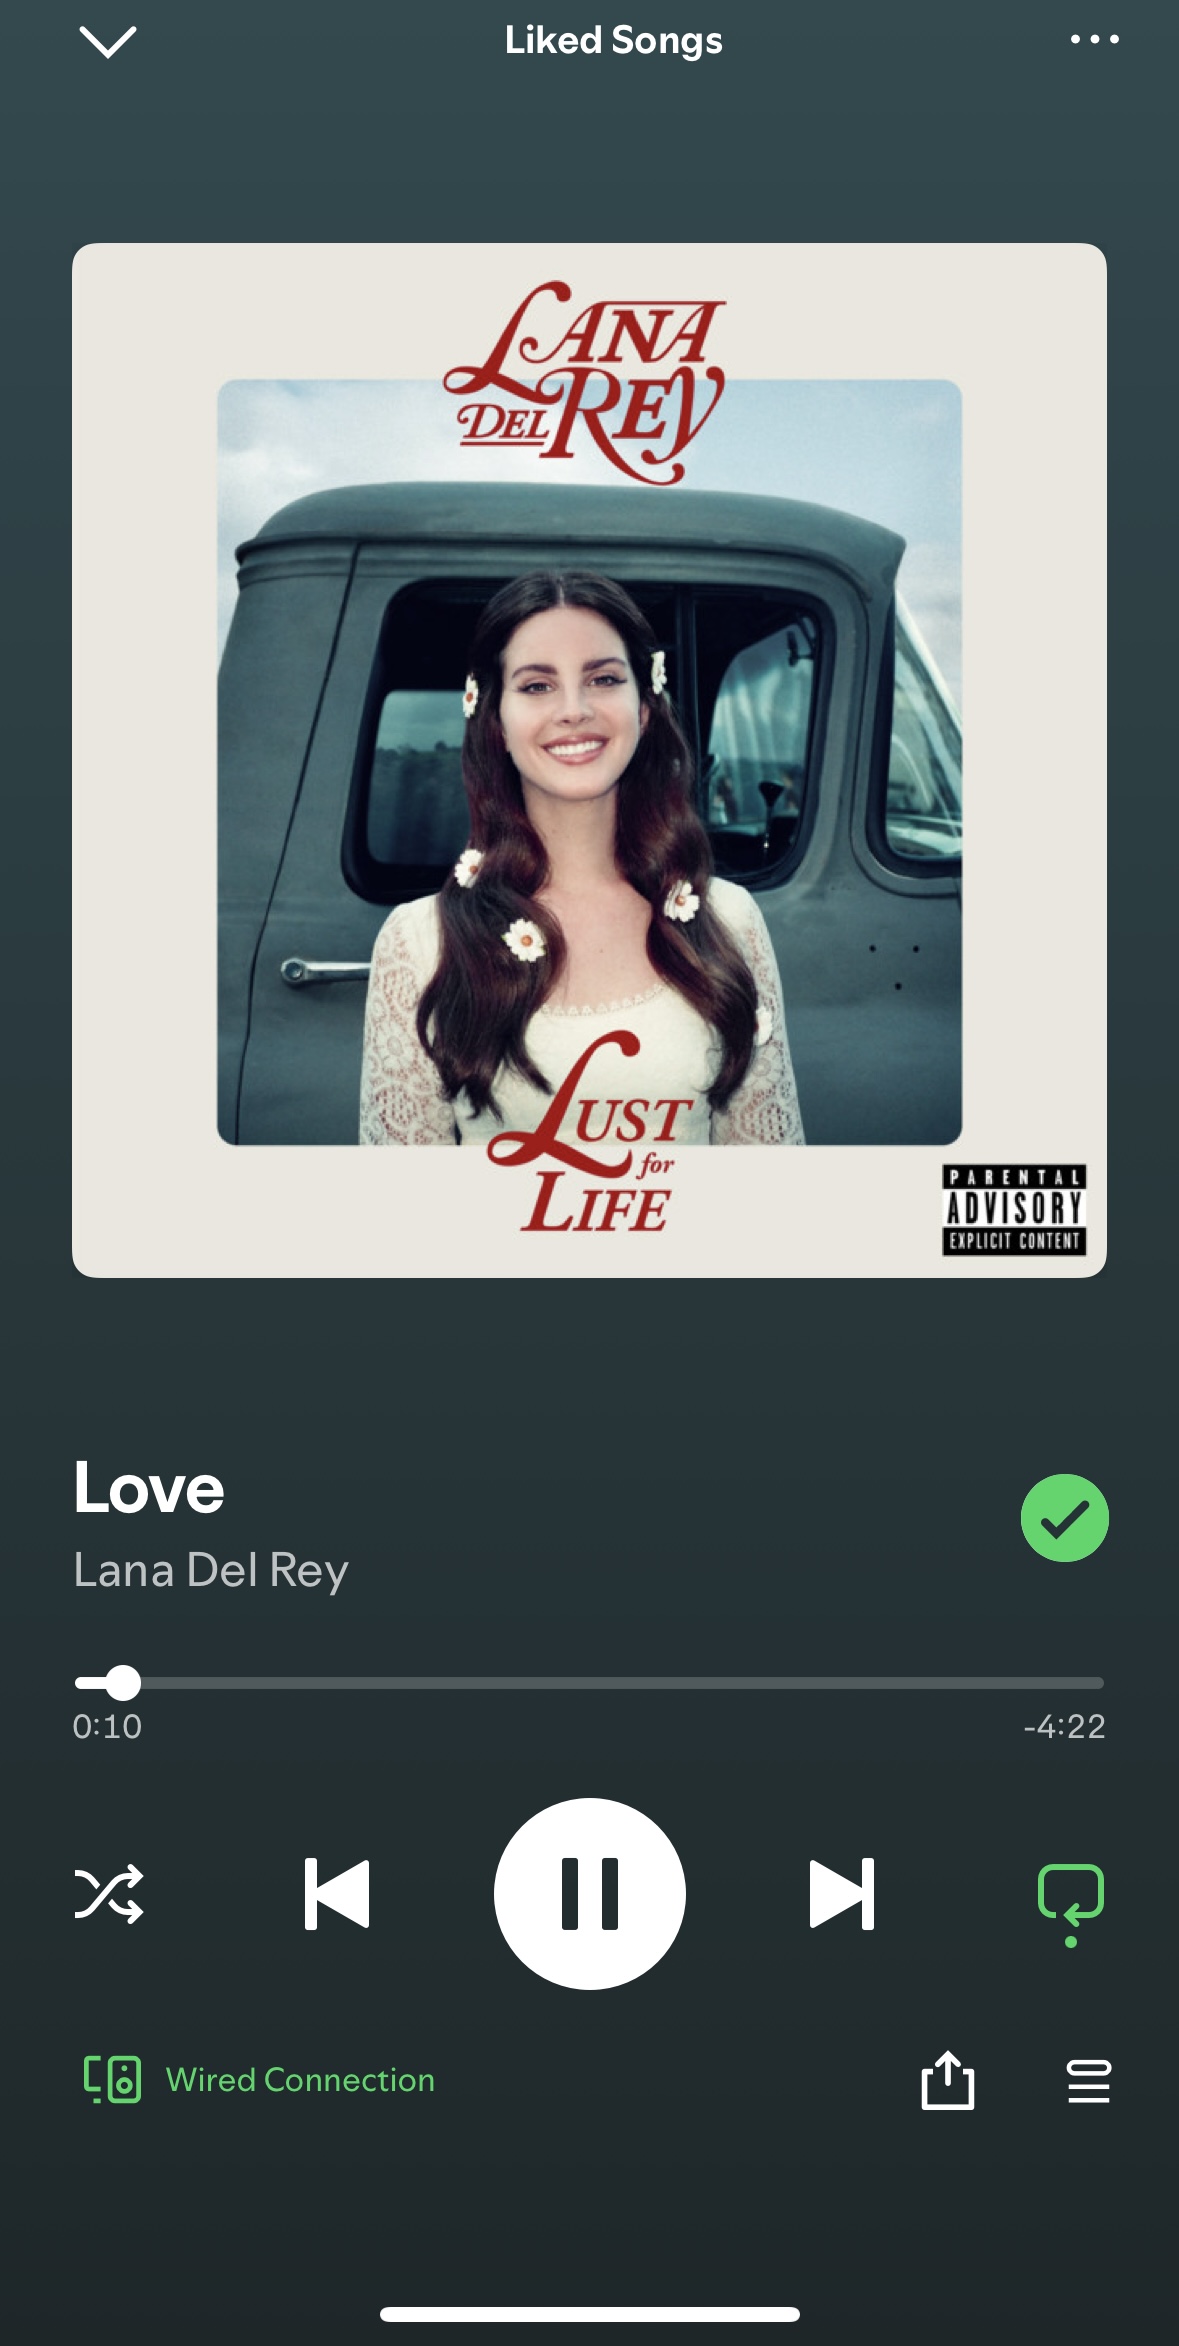 Liked Songs
LANA
DEL REY
LUST
for
LIFE
PARENTAL
ADVISORY
EXPLICIT CONTENT
Love
Lana Del Rey
0:10 -4:22
Wired Connection